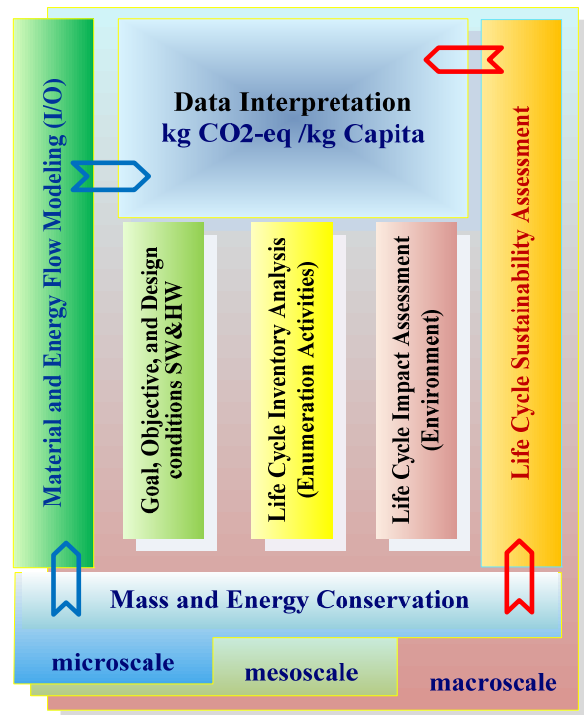 Material and Energy Flow Modeling (I/O)
Data Interpretation
kg CO2-eq /kg Capita
Goal, Objective, and Design
conditions SW&HW
Life Cycle Inventory Analysis
(Enumeration Activities)
Life Cycle Impact Assessment
(Environment)
Life Cycle Sustainability Assessment
Mass and Energy Conservation
microscale
mesoscale
macroscale